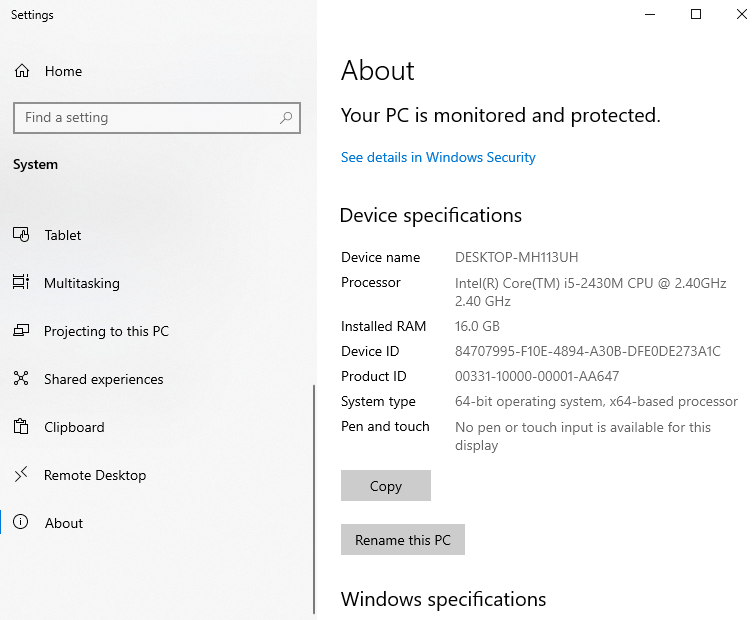 Settings
Home
Find a setting
System
Tablet
Multitasking
Projecting to this PC
Shared experiences
Clipboard
Remote Desktop
About
About
Your PC is monitored and protected.
See details in Windows Security
Device specifications
Device name DESKTOP-MH113UH
Processor Intel(R) Core(TM) i5-2430M CPU @ 2.40GHz
2.40 GHz
Installed RAM 16.0 GB
Device ID 84707995-F10E-4894-A30B-DFE0DE273A1C
Product ID 00331-10000-00001-AA647
System type 64-bit operating system, x64-based processor
Pen and touch No pen or touch input is available for this
display
Copy
Rename this PC
Windows specifications